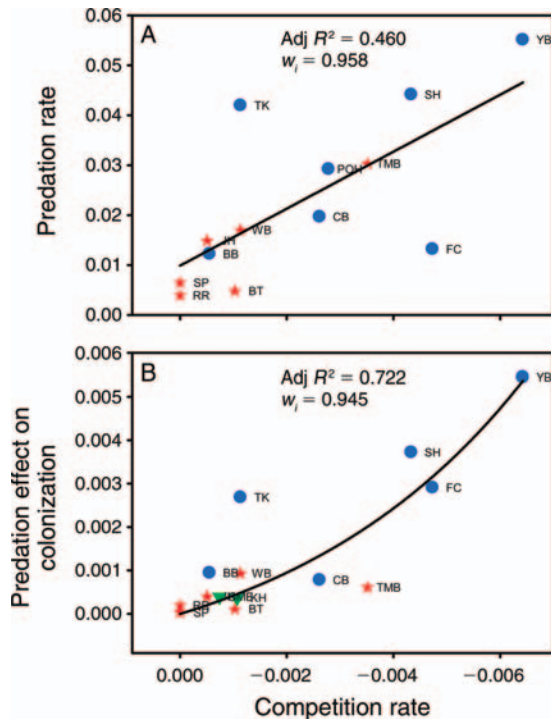 A
Adj R² = 0.460
wᵢ = 0.958
YB
SH
TK
TMB
POH
WB
CB
IH
BB
FC
SP
RR
BT
0.06
0.05
0.04
0.03
0.02
0.01
0.00
Predation rate
B
Adj R² = 0.722
wᵢ = 0.945
YB
SH
FC
TK
BB
WB
CB
TMB
KH
BT
SP
0.006
0.005
0.004
0.003
0.002
0.001
0.000
Predation effect on
colonization
0.000 −0.002 −0.004 −0.006
Competition rate